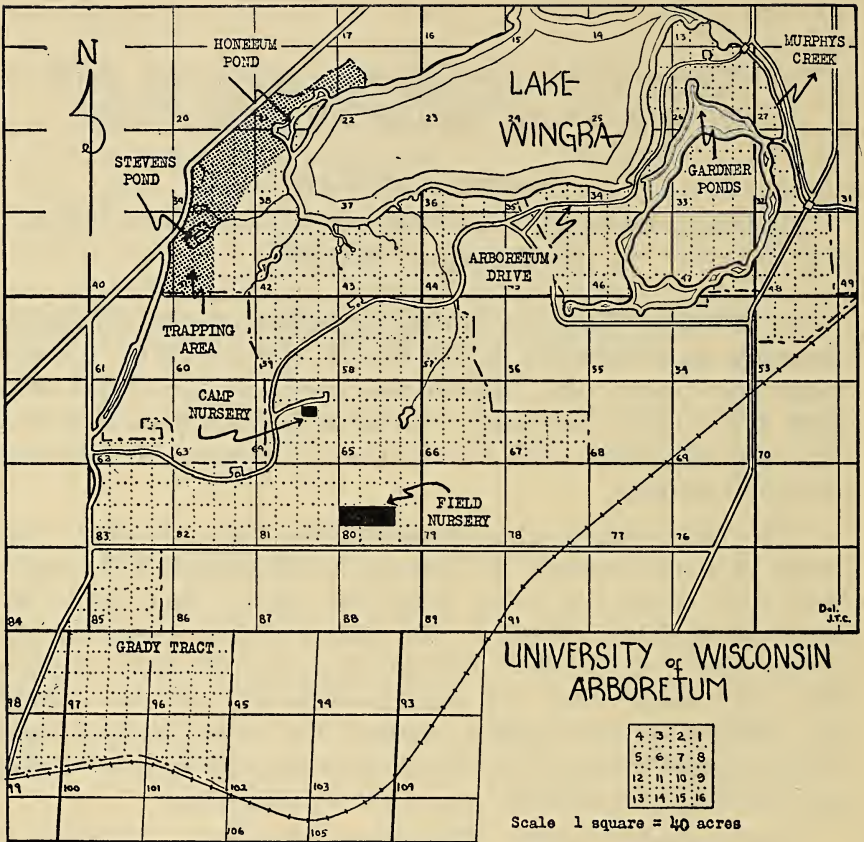 17 16 15 14 13
N
HONEEUM
POND
MURPHYS
CREEK
LAKE
WINGRA
20 21 22 23 24 25 26 27
STEVENS
POND
GARDNER
PONDS
34 38 37 36 35 34 33 32 31
ARBORETUM
DRIVE
40 41 42 43 44 45 46 47 48 49
TRAPPING
AREA
61 60 59 58 57 56 55 54 53
CAMP
NURSERY
62 63 64 65 66 67 68 69 70
FIELD
NURSERY
83 82 81 80 79 78 77 76
84 85 86 87 88 89 91
Del.
J.T.C.
GRADY TRACT
UNIVERSITY of WISCONSIN
ARBORETUM
98 97 96 95 94 93
4 3 2 1
5 6 7 8
12 11 10 9
13 14 15 16
99 100 101 102 103 104
106 105
Scale 1 square = 40 acres